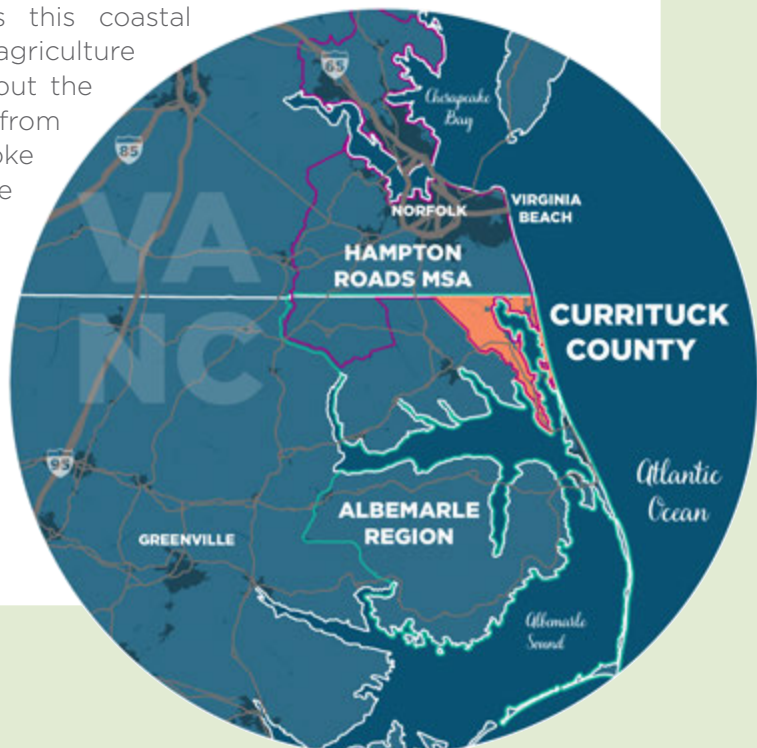 s this coastal
agriculture
out the
from
oke
e
65
Chesapeake
Bay
85
VA
NC
NORFOLK
VIRGINIA
BEACH
HAMPTON
ROADS MSA
CURRITUCK
COUNTY
95
Atlantic
Ocean
ALBEMARLE
REGION
GREENVILLE
Albemarle
Sound